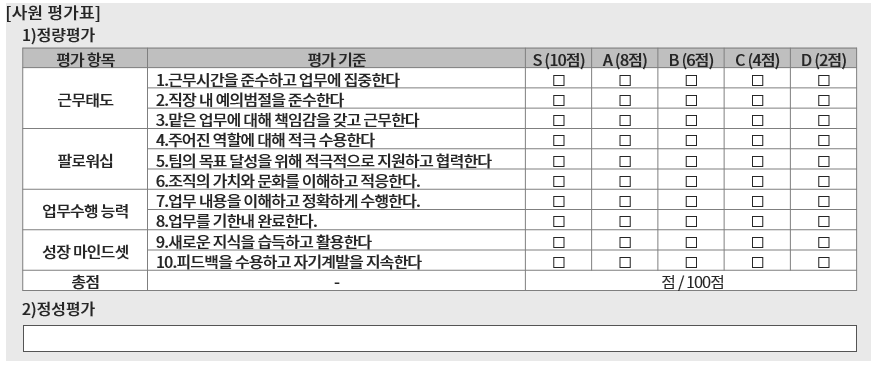 [사원 평가표]
1)정량평가
평가 항목 평가 기준 S (10점) A (8점) B (6점) C (4점) D (2점)
근무태도
1.근무시간을 준수하고 업무에 집중한다 □ □ □ □ □
2.직장 내 예의범절을 준수한다 □ □ □ □ □
3.맡은 업무에 대해 책임감을 갖고 근무한다 □ □ □ □ □
팔로워십
4.주어진 역할에 대해 적극 수용한다 □ □ □ □ □
5.팀의 목표 달성을 위해 적극적으로 지원하고 협력한다 □ □ □ □ □
6.조직의 가치와 문화를 이해하고 적응한다. □ □ □ □ □
업무수행 능력
7.업무 내용을 이해하고 정확하게 수행한다. □ □ □ □ □
8.업무를 기한내 완료한다. □ □ □ □ □
성장 마인드셋
9.새로운 지식을 습득하고 활용한다 □ □ □ □ □
10.피드백을 수용하고 자기계발을 지속한다 □ □ □ □ □
총점 - 점 / 100점
2)정성평가